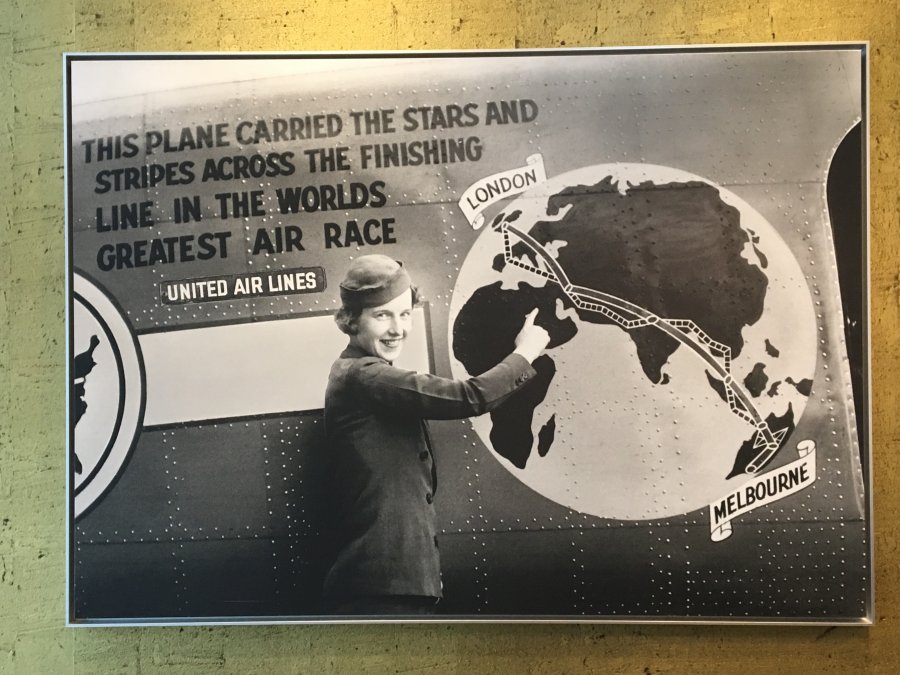 THIS PLANE CARRIED THE STARS AND
STRIPES ACROSS THE FINISHING
LINE IN THE WORLDS
GREATEST AIR RACE
UNITED AIR LINES
LONDON
MELBOURNE